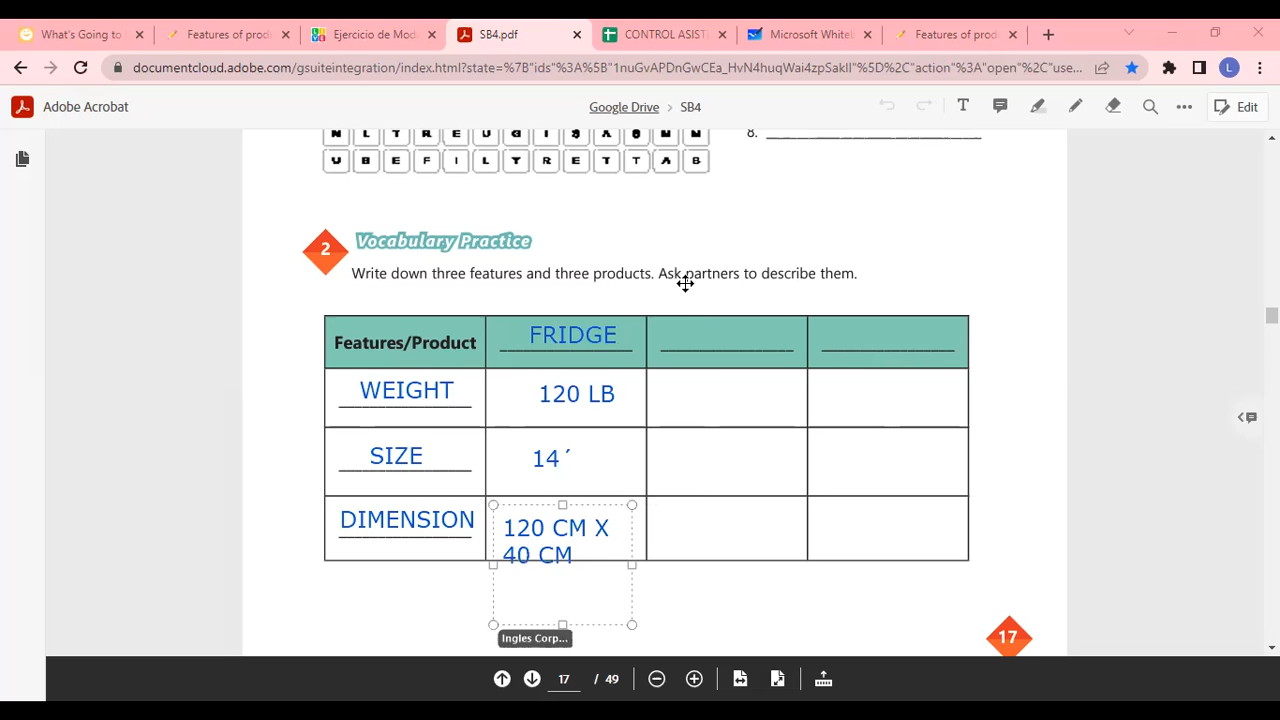 What's Going to
Features of prod
Ejercicio de Mod
SB4.pdf
CONTROL ASIST
Microsoft White
Features of prod
documentcloud.adobe.com/gsuiteintegration/index.html?state=%7B"ids"%3A%5B"1nuGvAPDnGwCEa_HvN4huqWai4zpSakIl"%5D%2C"action"%3A"open"%2C"use...
L
Adobe Acrobat
Google Drive > SB4
Edit
N L T R E U G I S X O M M
U B E F I L T R E T T A B
8.
2
Vocabulary Practice
Write down three features and three products. Ask partners to describe them.
Features/Product FRIDGE
WEIGHT 120 LB
SIZE 14´
DIMENSION 120 CM X
40 CM
Ingles Corp...
17
17 / 49